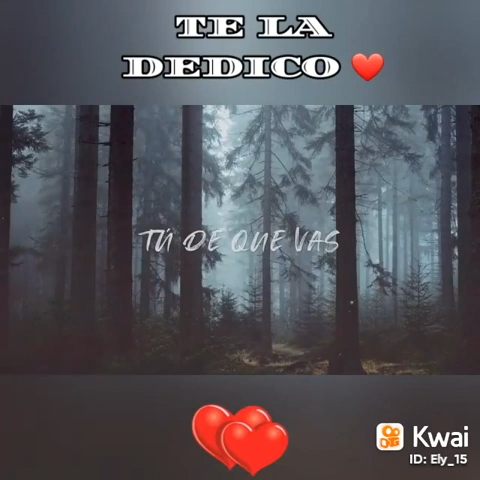 TE LA
DEDICO ❤️
TÚ DE QUE VAS
Kwai
ID: Ely_15